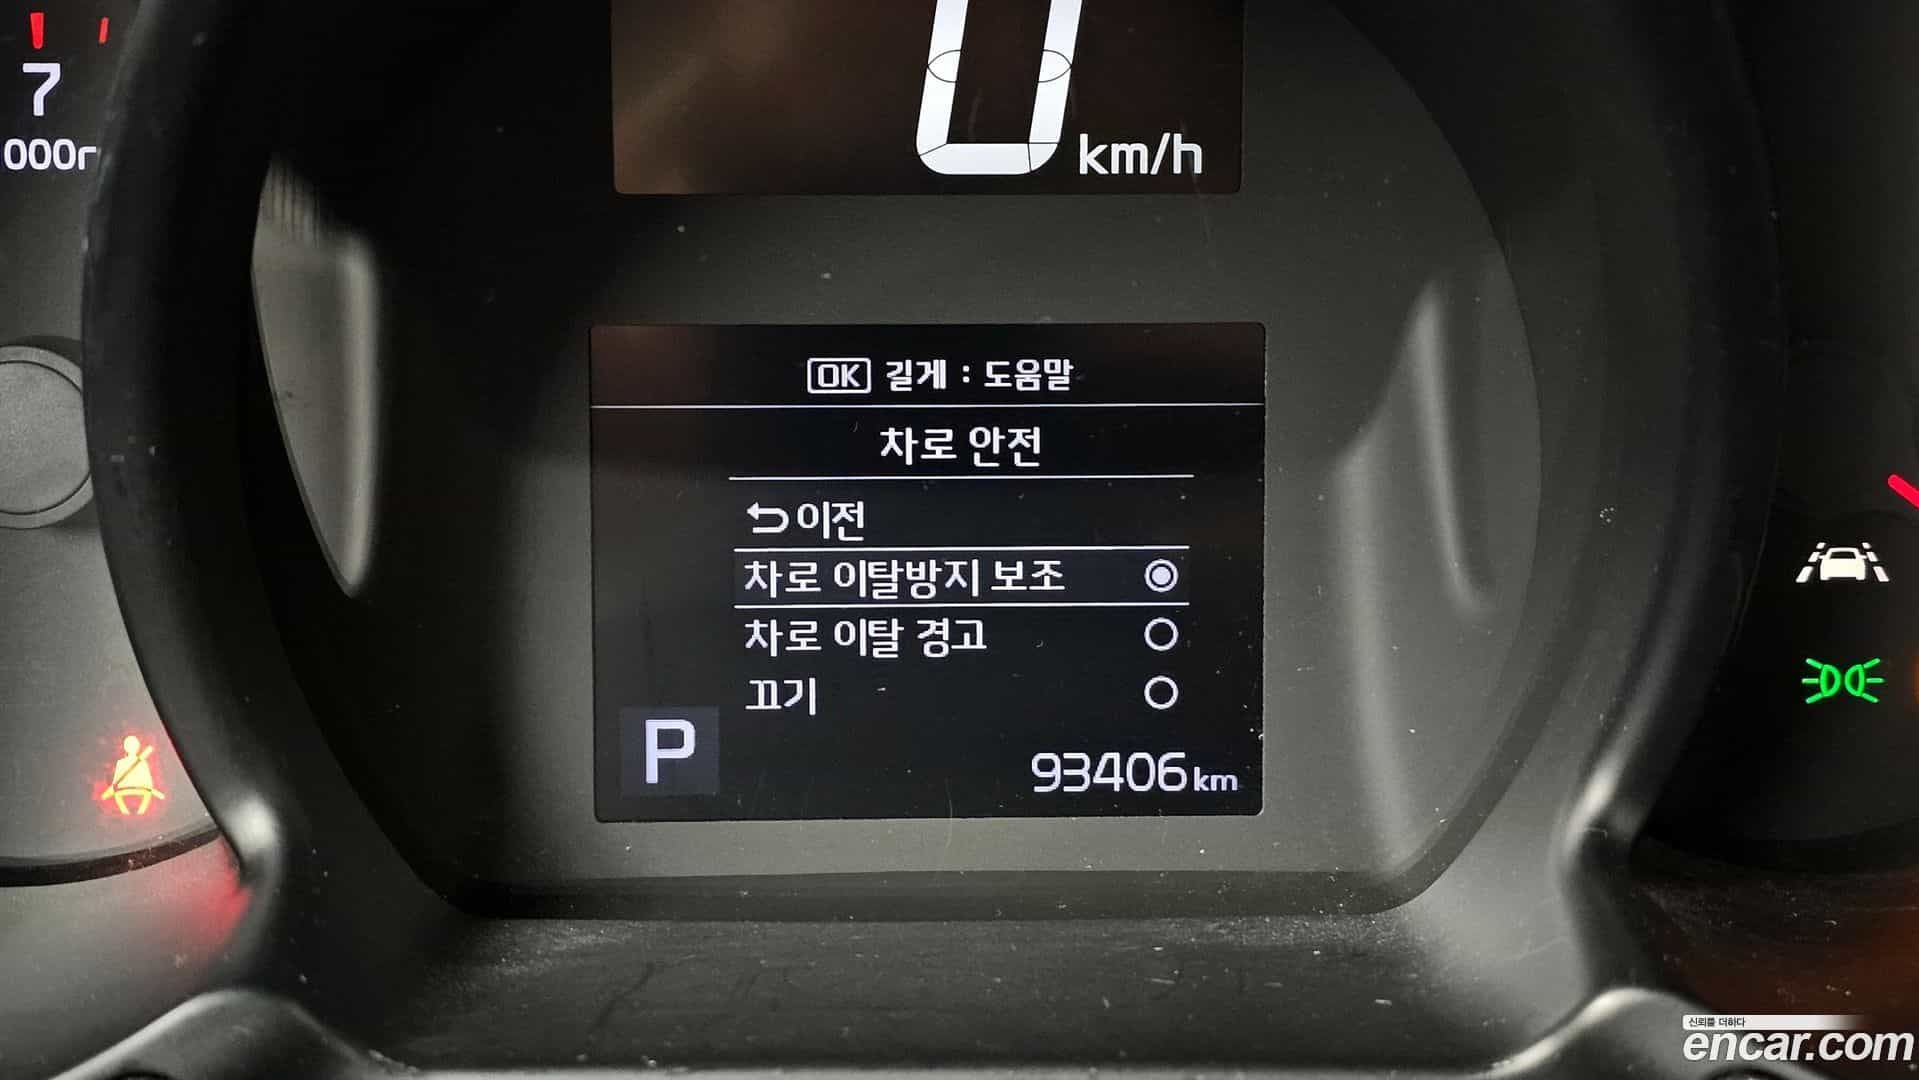 0
km/h
7
000r
OK 길게 : 도움말
차로 안전
이전
차로 이탈방지 보조
차로 이탈 경고
끄기
P
93406 km
신뢰를 더하다
encar.com